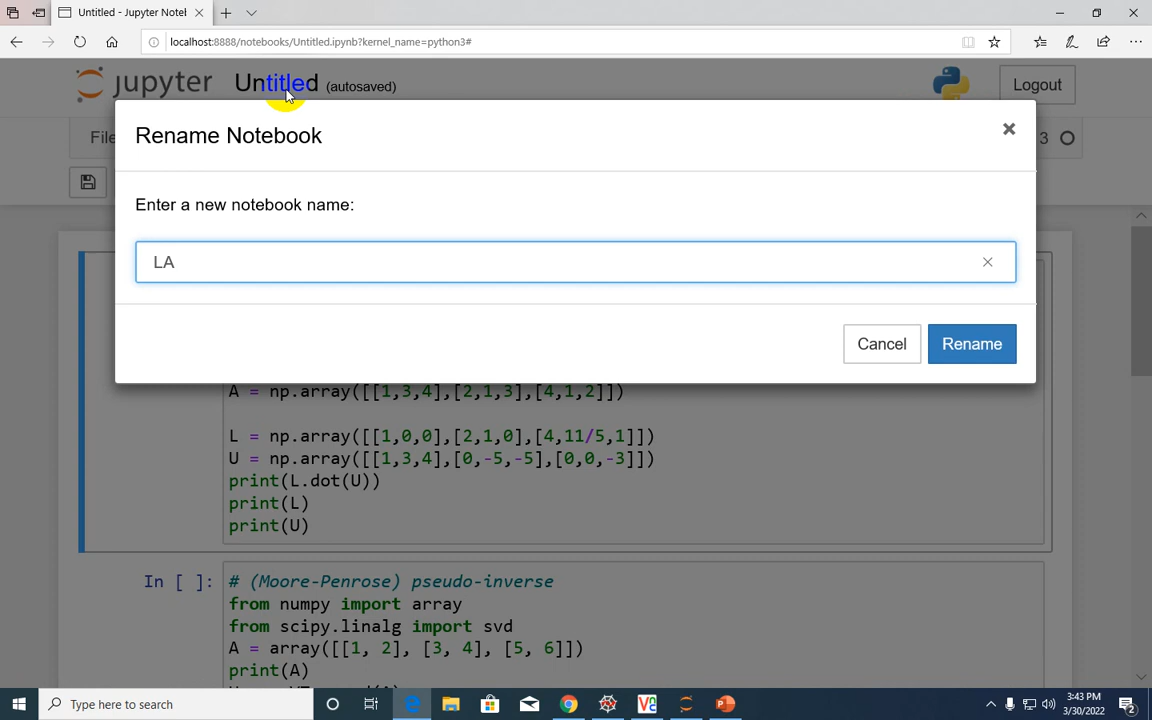 Untitled - Jupyter Noteb
localhost:8888/notebooks/Untitled.ipynb?kernel_name=python3#
jupyter Untitled (autosaved) Logout
File
3
Rename Notebook
Enter a new notebook name:
LA
Cancel Rename
A = np.array([[1,3,4],[2,1,3],[4,1,2]])
L = np.array([[1,0,0],[2,1,0],[4,11/5,1]])
U = np.array([[1,3,4],[0,-5,-5],[0,0,-3]])
print(L.dot(U))
print(L)
print(U)
In [ ]: # (Moore-Penrose) pseudo-inverse
from numpy import array
from scipy.linalg import svd
A = array([[1, 2], [3, 4], [5, 6]])
print(A)
Type here to search
3:43 PM
3/30/2022
2